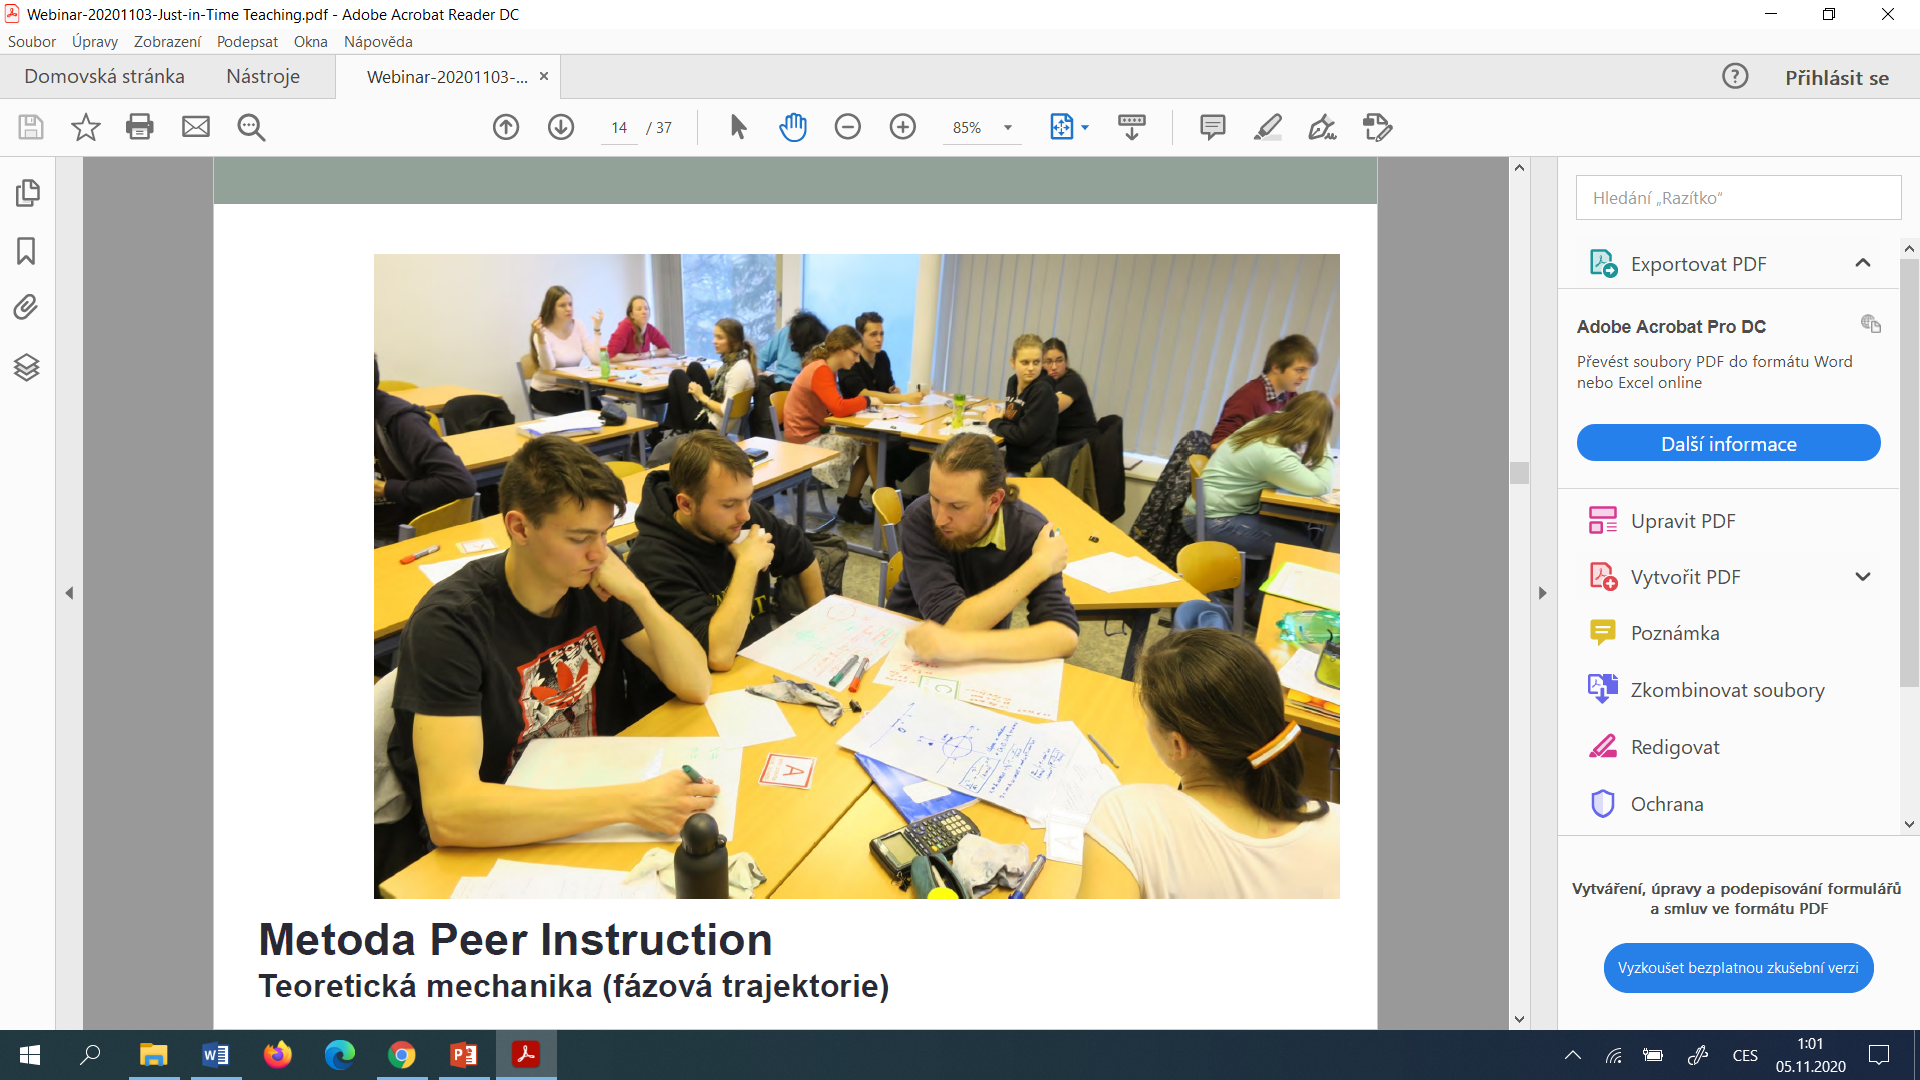 Webinar-20201103-Just-in-Time Teaching.pdf - Adobe Acrobat Reader DC
Soubor Úpravy Zobrazení Podepsat Okna Nápověda
Domovská stránka Nástroje Webinar-20201103-... × ? Přihlásit se
14 / 37 85%
Hledání „Razítko“
Exportovat PDF
Adobe Acrobat Pro DC
Převést soubory PDF do formátu Word
nebo Excel online
Další informace
Upravit PDF
Vytvořit PDF
Poznámka
Zkombinovat soubory
Redigovat
Ochrana
Vytváření, úpravy a podepisování formulářů
a smluv ve formátu PDF
Vyzkoušet bezplatnou zkušební verzi
C
A
Metoda Peer Instruction
Teoretická mechanika (fázová trajektorie)
CES
1:01
05.11.2020